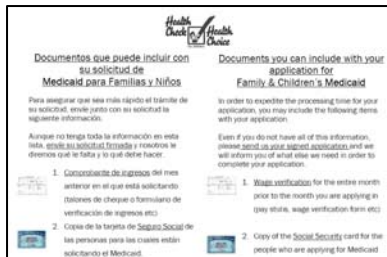 Health Check
Health Choice
Documentos que puede incluir con
su solicitud de
Medicaid para Familias y Niños
Para asegurar que sea más rápido el trámite de
su solicitud, envíe junto con su solicitud la
siguiente información.
Aunque no tenga toda la información en esta
lista, envíe su solicitud firmada y nosotros le
diremos qué le falta y lo qué debe hacer.
1. Comprobante de ingresos del mes
anterior en el que está solicitando
(talones de cheque o formulario de
verificación de ingresos etc)
2. Copia de la tarjeta de Seguro Social de
las personas para las cuales están
solicitando el Medicaid.
Documents you can include with your
application for
Family & Children's Medicaid
In order to expedite the processing time for your
application, you may include the following items
with your application.
Even if you do not have all of this information,
please send us your signed application and we
will inform you of what else we need in order to
complete your application.
1. Wage verification for the entire month
prior to the month you are applying in
(pay stubs, wage verification form etc)
2. Copy of the Social Security card for the
people who are applying for Medicaid